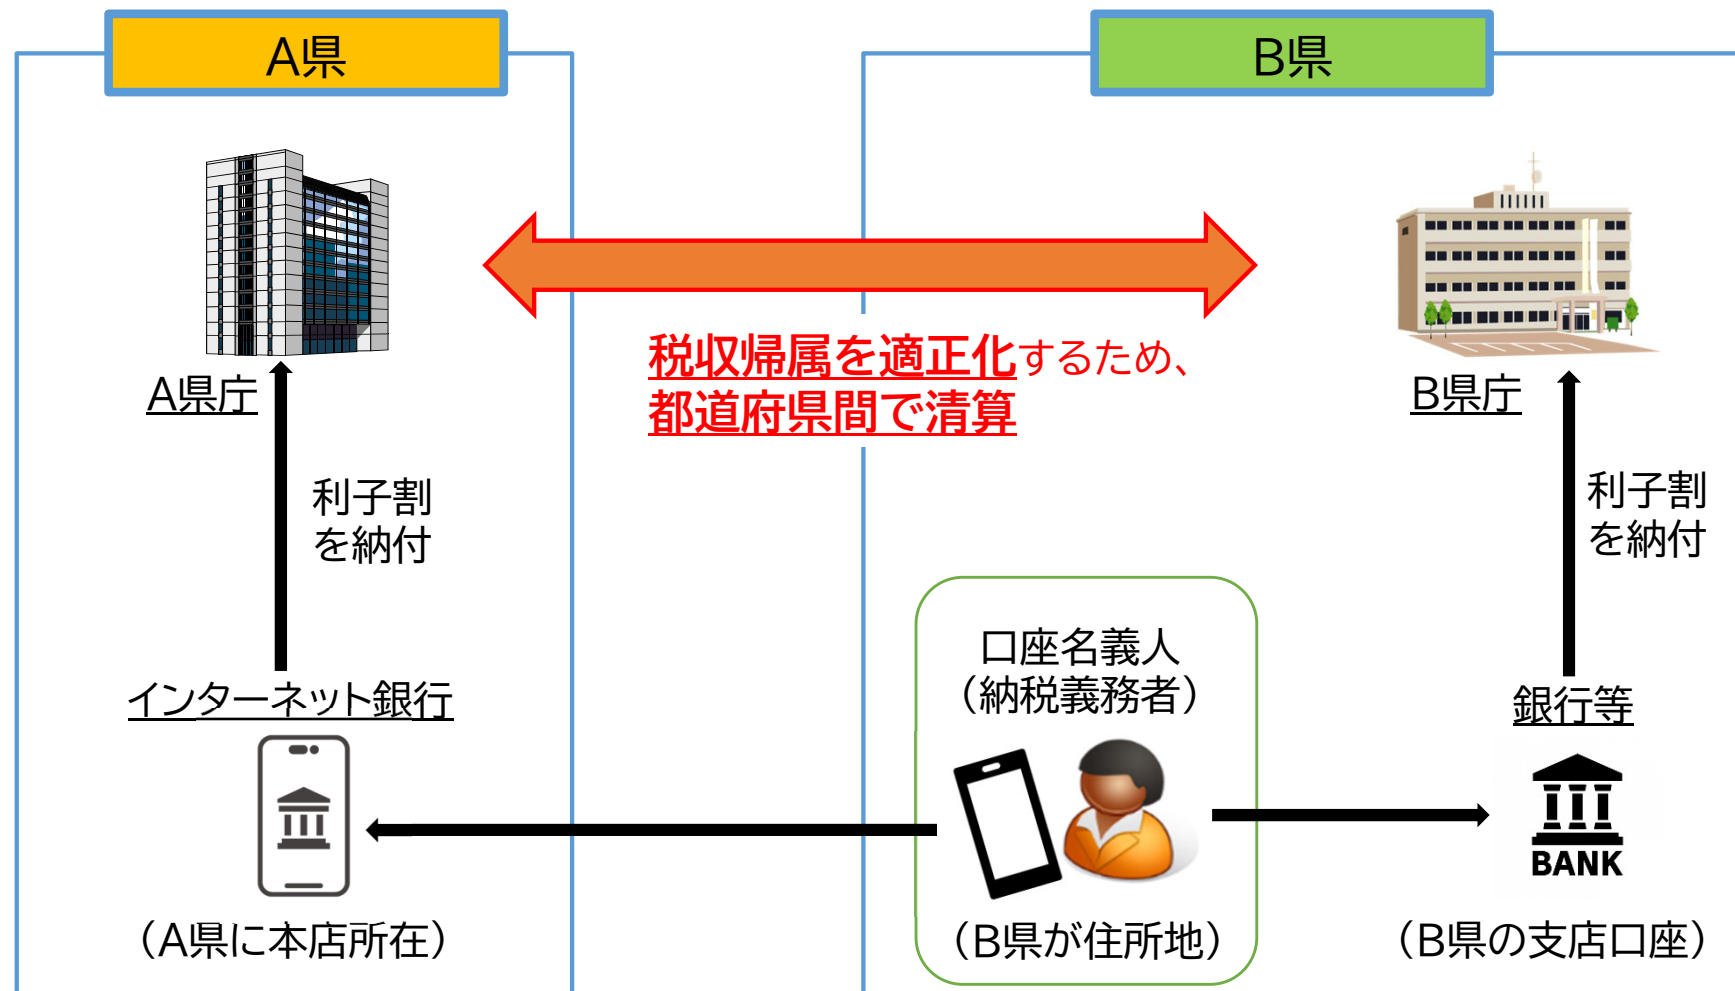 A県
B県
税収帰属を適正化するため、
都道府県間で清算
A県庁
B県庁
利子割
を納付
利子割
を納付
口座名義人
（納税義務者）
インターネット銀行
銀行等
BANK
（A県に本店所在）
（B県が住所地）
（B県の支店口座）